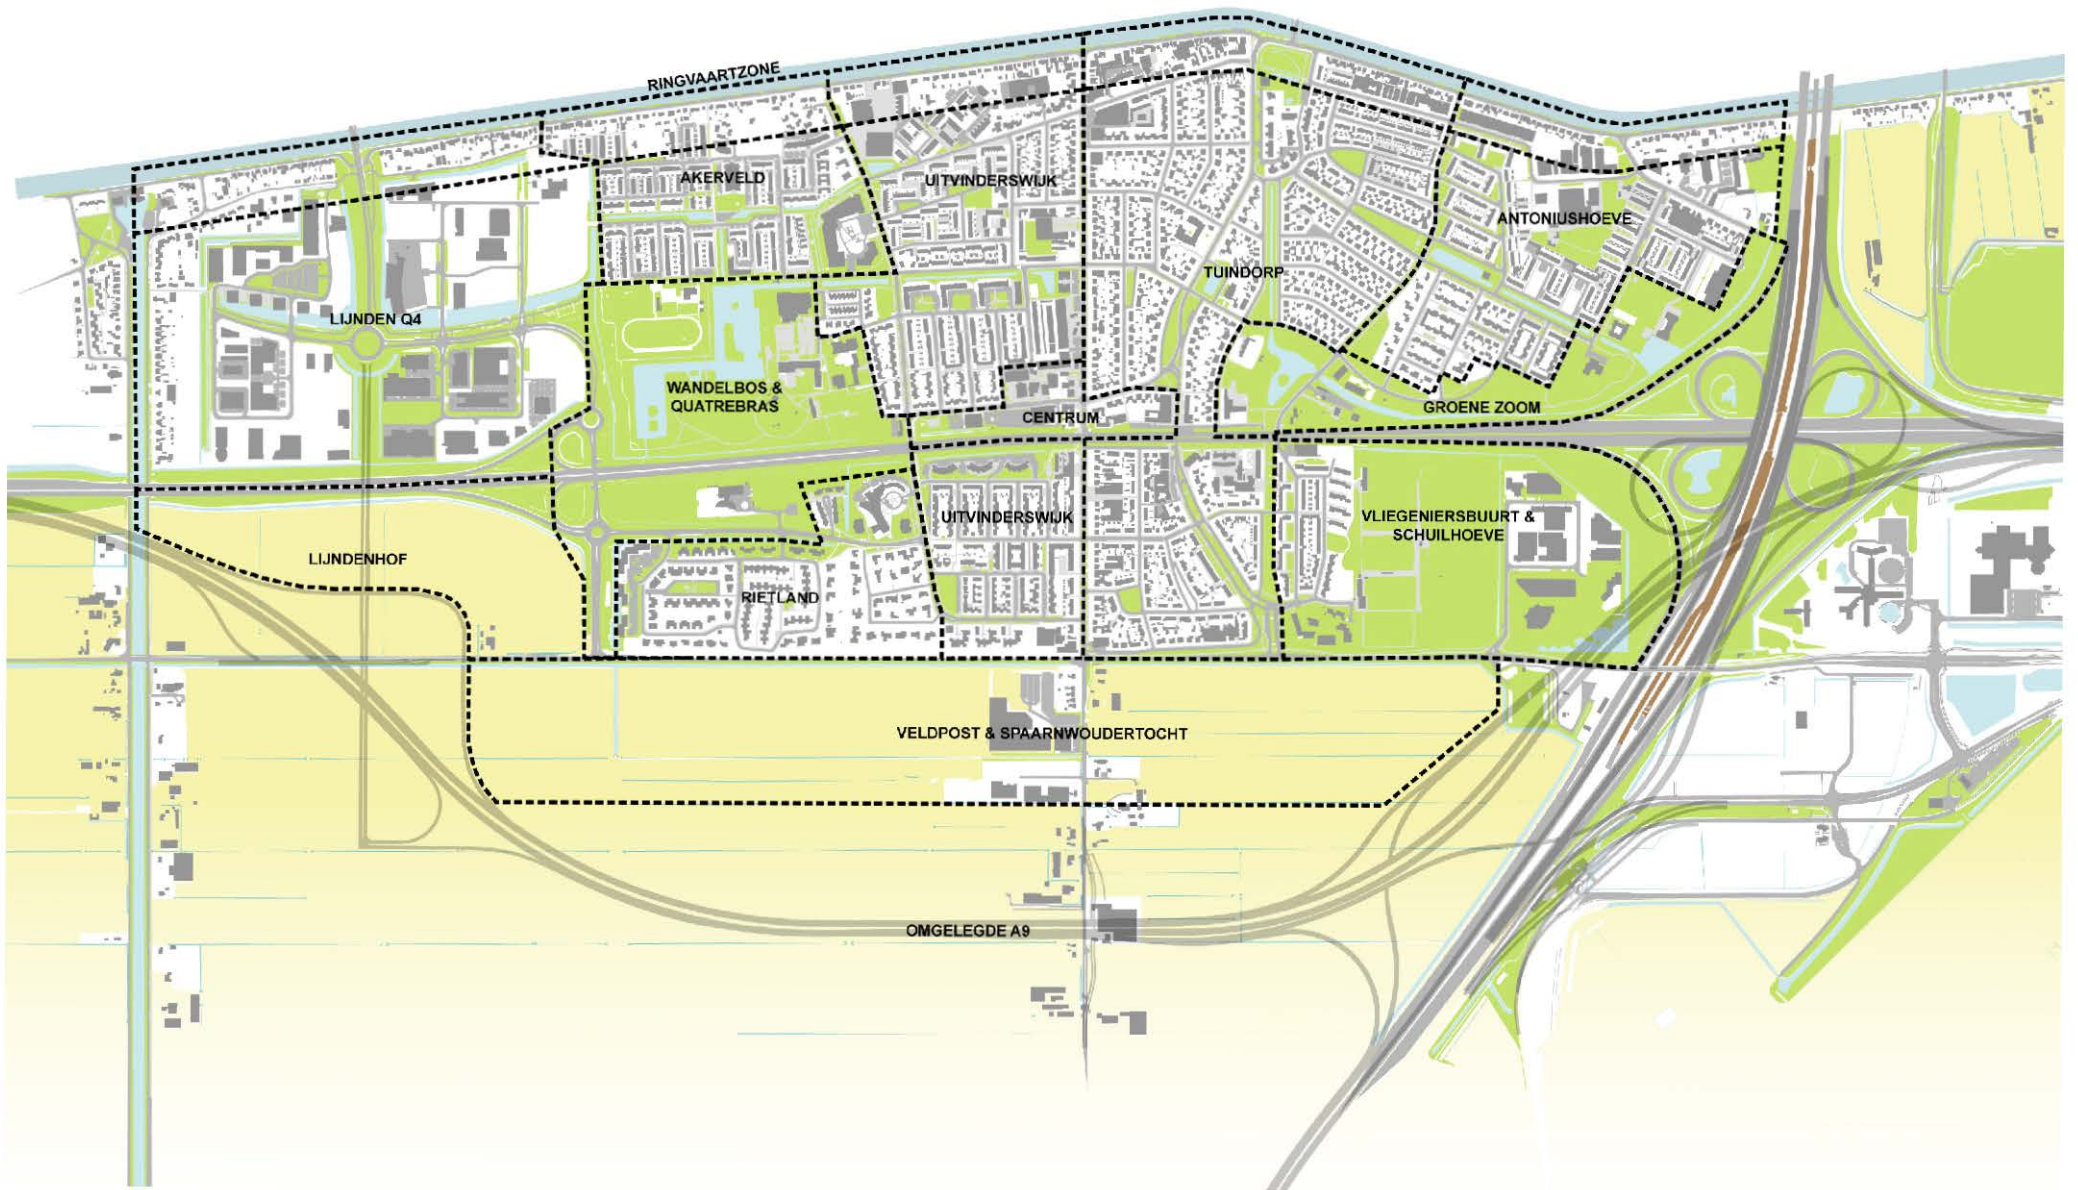 RINGVAARTZONE
AKERVELD
UITVINDERSWIJK
ANTONIUSHOEVE
TUINDORP
LIJNDEN Q4
WANDELBOS &
QUATREBRAS
CENTRUM
GROENE ZOOM
UITVINDERSWIJK
VLIEGENIERSBUURT &
SCHUILHOEVE
LIJNDENHOF
RIETLAND
VELDPOST & SPAARNWOUDERTOCHT
OMGELEGDE A9